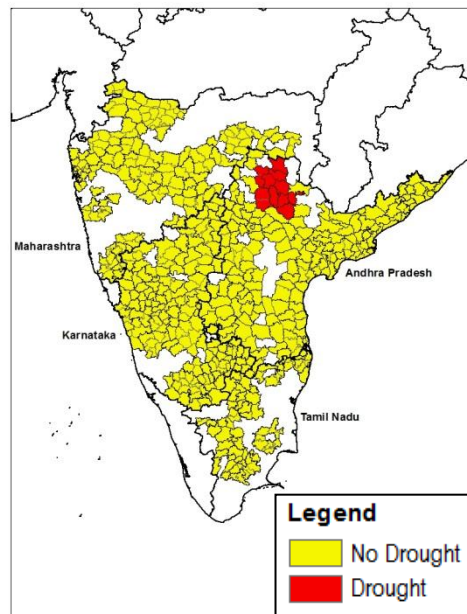 Maharashtra
Andhra Pradesh
Karnataka
Tamil Nadu
Legend
No Drought
Drought